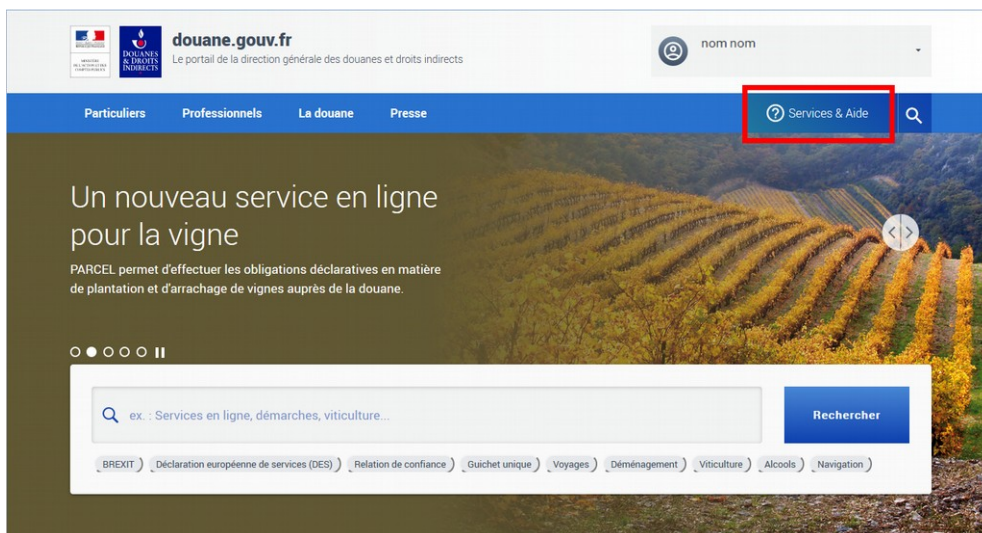 DOUANES
& DROITS
INDIRECTS
douane.gouv.fr
Le portail de la direction générale des douanes et droits indirects
nom nom
Particuliers
Professionnels
La douane
Presse
Services & Aide
Un nouveau service en ligne
pour la vigne
PARCEL permet d'effectuer les obligations déclaratives en matière
de plantation et d'arrachage de vignes auprès de la douane.
ex. : Services en ligne, démarches, viticulture...
Rechercher
BREXIT
Déclaration européenne de services (DES)
Relation de confiance
Guichet unique
Voyages
Déménagement
Viticulture
Alcools
Navigation